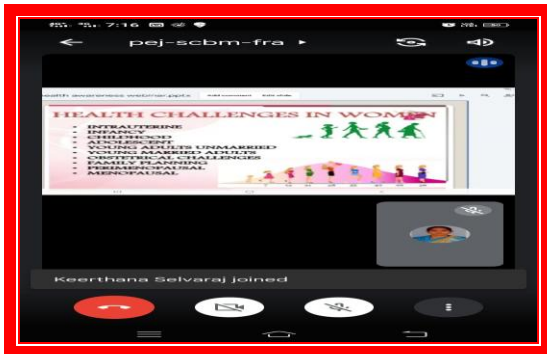 7:16
pej-scbm-fra
health awareness webinar.pptx
HEALTH CHALLENGES IN WOMEN
• INTRAUTERINE
• INFANCY
• CHILDHOOD
• ADOLESCENT
• YOUNG ADULTS UNMARRIED
• YOUNG MARRIED ADULTS
• OBSTETRICAL CHALLENGES
• FAMILY PLANNING
• PERIMENOPAUSAL
• MENOPAUSAL
Keerthana Selvaraj joined